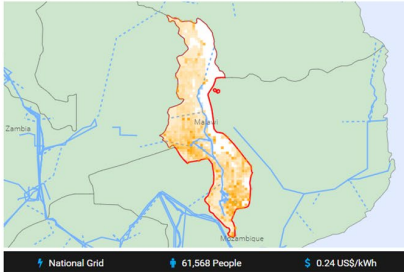 Zambia
Malawi
Mozambique
National Grid
61,568 People
$ 0.24 US$/kWh